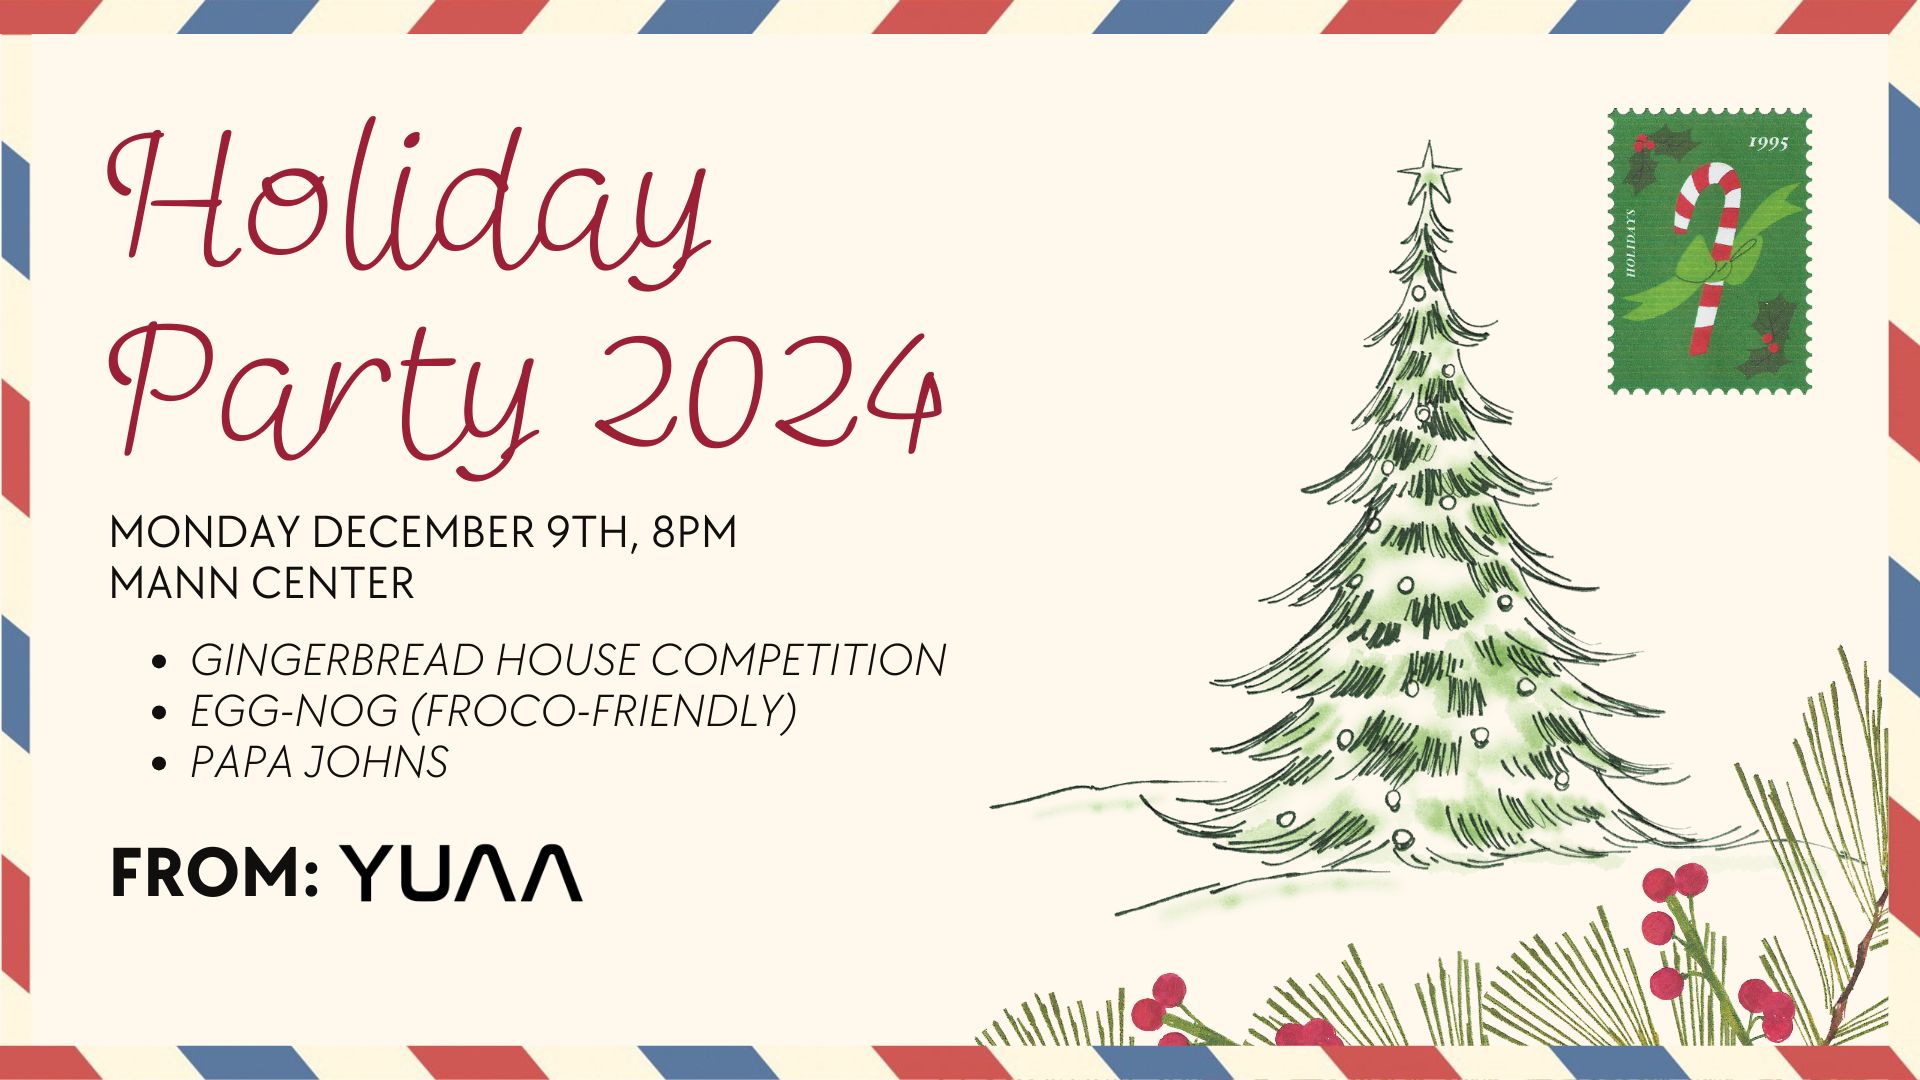 Holiday
Party 2024
MONDAY DECEMBER 9TH, 8PM
MANN CENTER
• GINGERBREAD HOUSE COMPETITION
• EGG-NOG (FROCO-FRIENDLY)
• PAPA JOHNS
FROM: YUAA
1995
HOLIDAYS